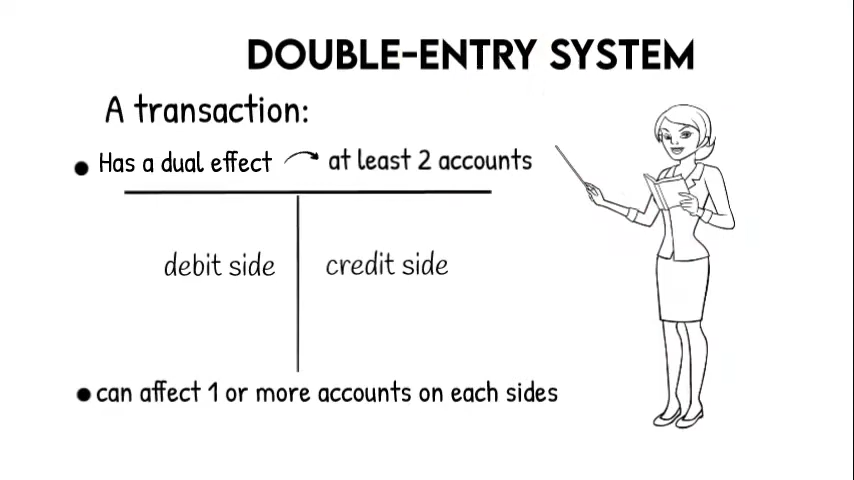 DOUBLE-ENTRY SYSTEM
A transaction:
Has a dual effect at least 2 accounts
debit side credit side
can affect 1 or more accounts on each sides